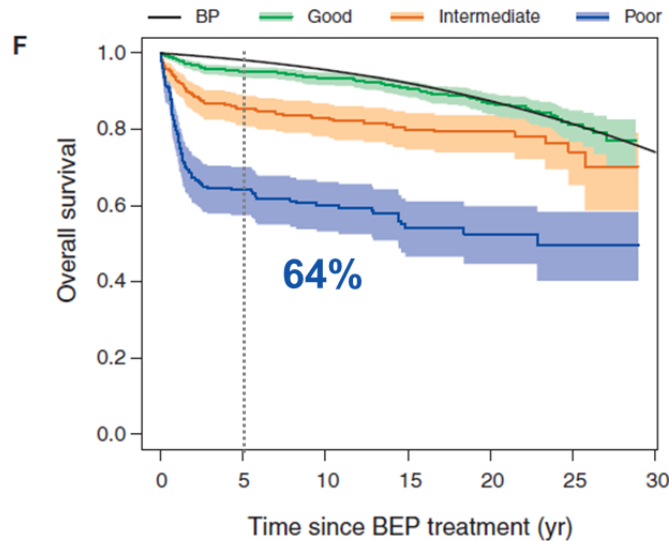 BP Good Intermediate Poor
F
1.0
0.8
0.6
0.4
0.2
0.0
Overall survival
64%
0 5 10 15 20 25 30
Time since BEP treatment (yr)